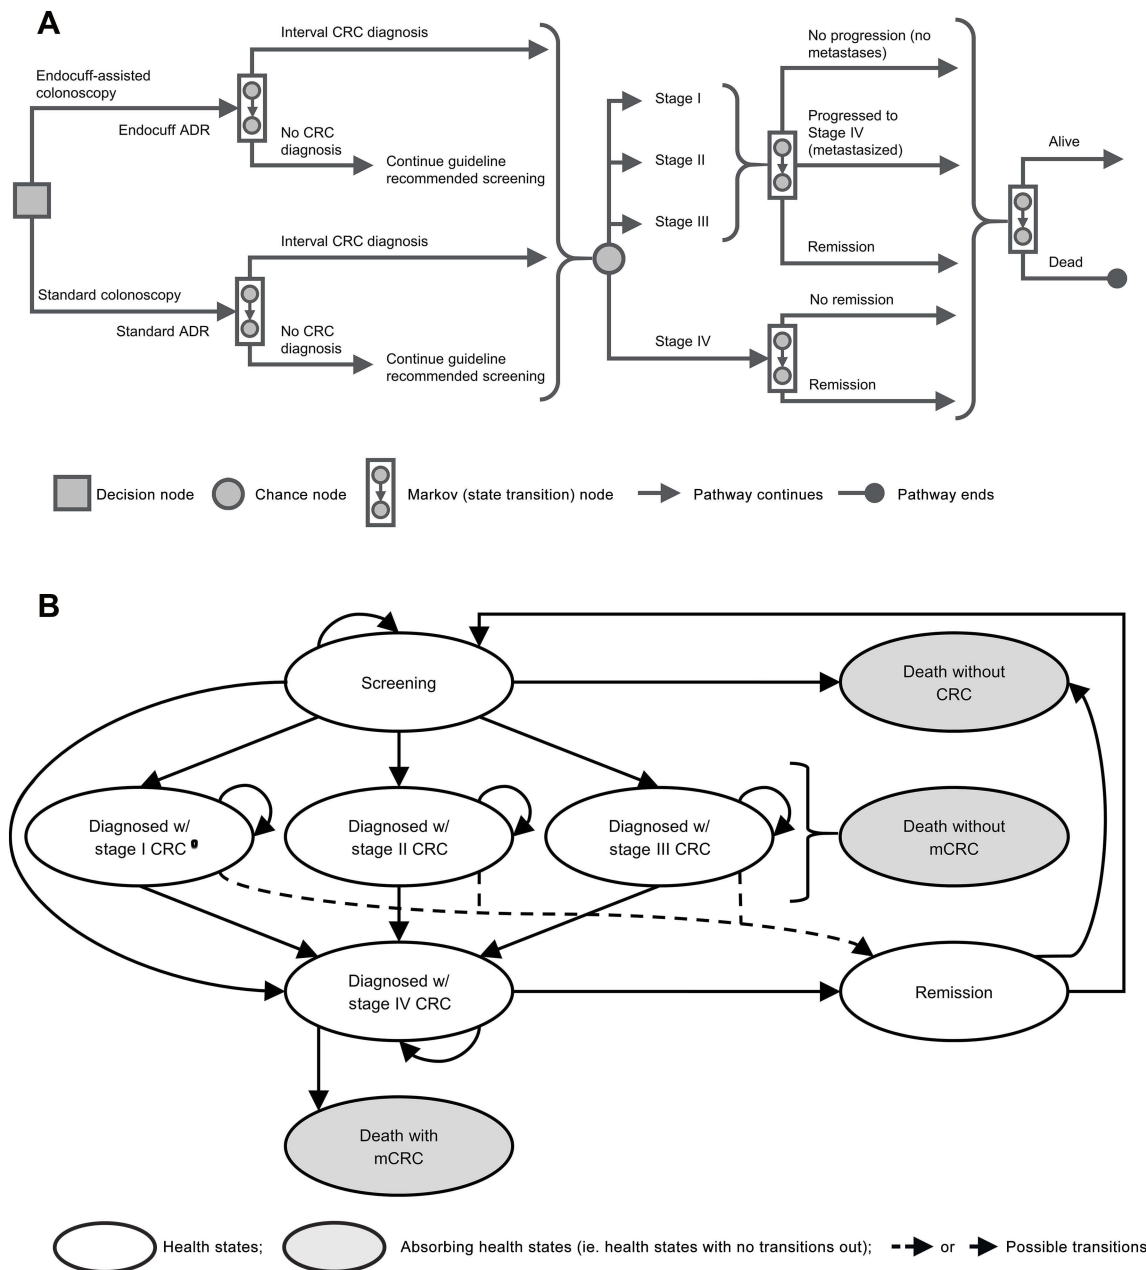 A
Endocuff-assisted
colonoscopy
Endocuff ADR
Interval CRC diagnosis
No CRC
diagnosis
Continue guideline
recommended screening
Standard colonoscopy
Standard ADR
Interval CRC diagnosis
No CRC
diagnosis
Continue guideline
recommended screening
Stage I
Stage II
Stage III
Stage IV
No progression (no
metastases)
Progressed to
Stage IV
(metastasized)
Remission
No remission
Remission
Alive
Dead
Decision node
Chance node
Markov (state transition) node
Pathway continues
Pathway ends
B
Screening
Death without
CRC
Diagnosed w/
stage I CRC
Diagnosed w/
stage II CRC
Diagnosed w/
stage III CRC
Death without
mCRC
Diagnosed w/
stage IV CRC
Remission
Death with
mCRC
Health states;
Absorbing health states (ie. health states with no transitions out);
or
Possible transitions